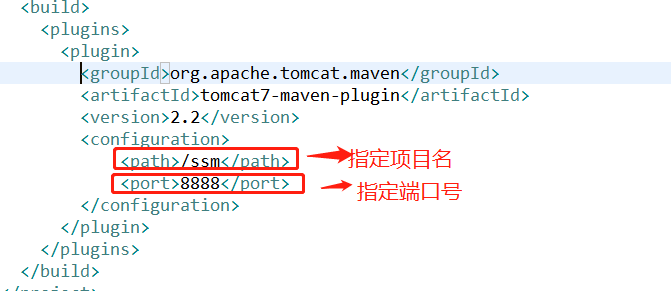 <build>
<plugins>
<plugin>
<groupId>org.apache.tomcat.maven</groupId>
<artifactId>tomcat7-maven-plugin</artifactId>
<version>2.2</version>
<configuration>
<path>/ssm</path> 指定项目名
<port>8888</port> 指定端口号
</configuration>
</plugin>
</plugins>
</build>
</project>